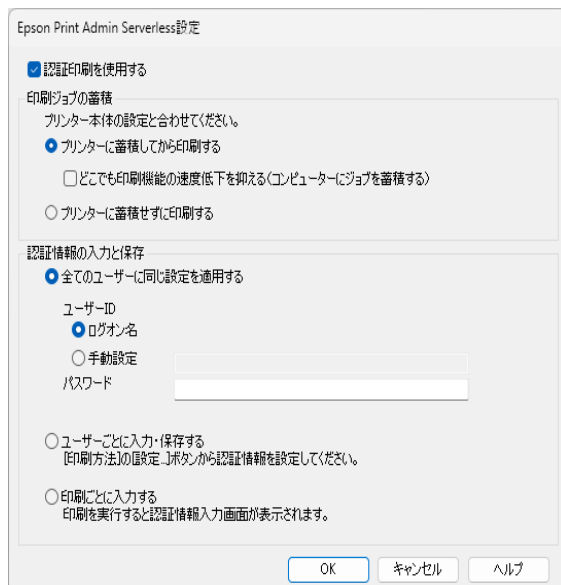 Epson Print Admin Serverless設定
認証印刷を使用する
印刷ジョブの蓄積
プリンター本体の設定と合わせてください。
プリンターに蓄積してから印刷する
どこでも印刷機能の速度低下を抑える(コンピューターにジョブを蓄積する)
プリンターに蓄積せずに印刷する
認証情報の入力と保存
全てのユーザーに同じ設定を適用する
ユーザーID
ログオン名
手動設定
パスワード
ユーザーごとに入力・保存する
[印刷方法]の[設定...]ボタンから認証情報を設定してください。
印刷ごとに入力する
印刷を実行すると認証情報入力画面が表示されます。
OK キャンセル ヘルプ